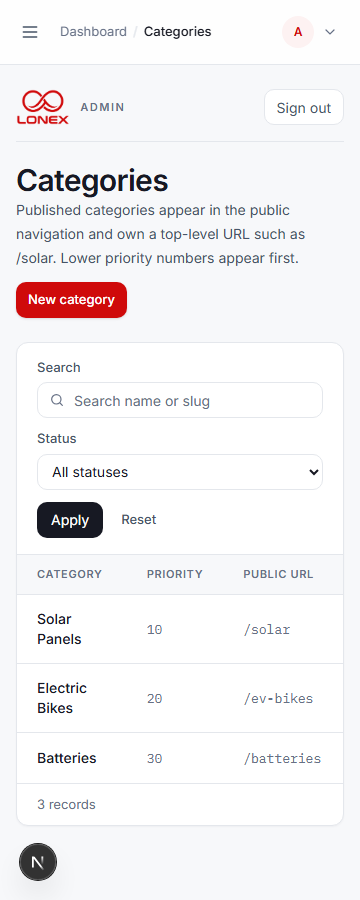 Dashboard / Categories
A
LONEX
ADMIN
Sign out
Categories
Published categories appear in the public
navigation and own a top-level URL such as
/solar. Lower priority numbers appear first.
New category
Search
Search name or slug
Status
All statuses
Apply
Reset
CATEGORY PRIORITY PUBLIC URL
Solar
Panels
10
/solar
Electric
Bikes
20
/ev-bikes
Batteries
30
/batteries
3 records
N